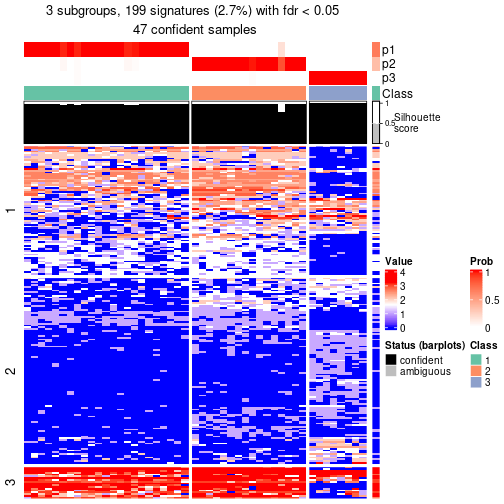 3 subgroups, 199 signatures (2.7%) with fdr < 0.05
47 confident samples
p1
p2
p3
Class
1
0.5
0
Silhouette
score
1
2
3
Value
4
3
2
1
0
Prob
1
0.5
0
Status (barplots)
confident
ambiguous
Class
1
2
3